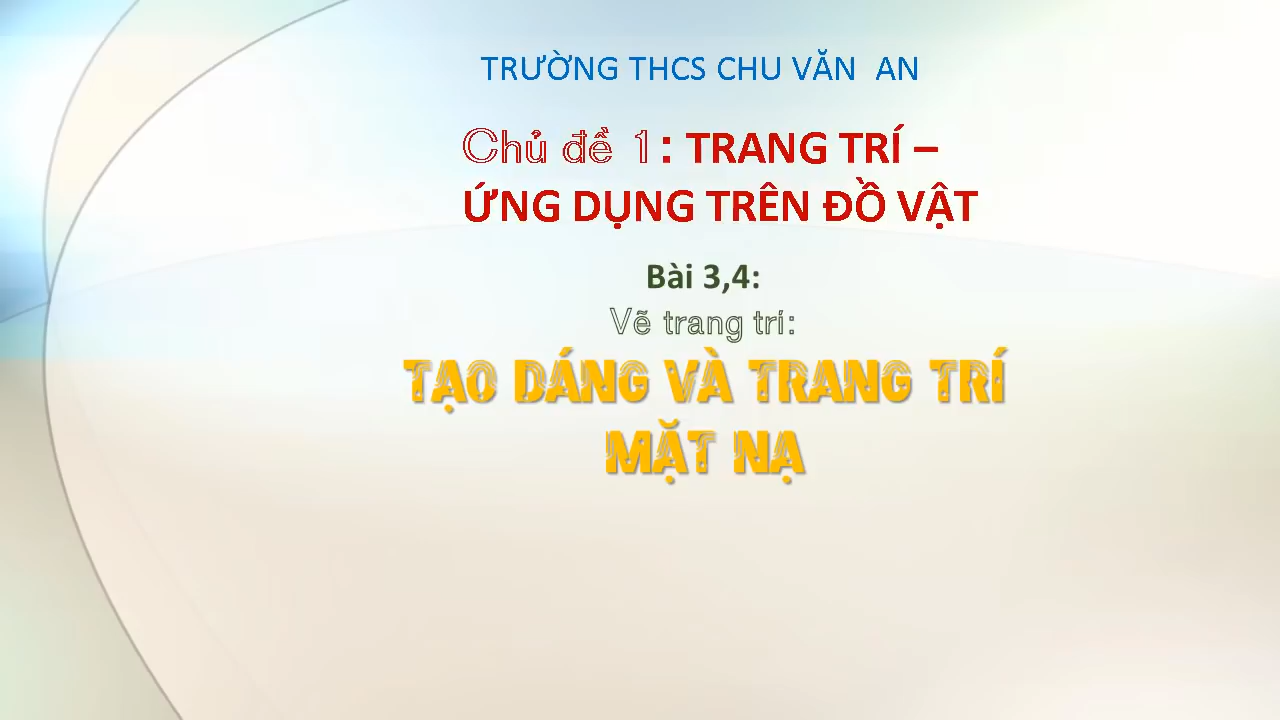 TRƯỜNG THCS CHU VĂN AN
Chủ đề 1: TRANG TRÍ –
ỨNG DỤNG TRÊN ĐỒ VẬT
Bài 3,4:
Vẽ trang trí:
TẠO DÁNG VÀ TRANG TRÍ
MẶT NẠ